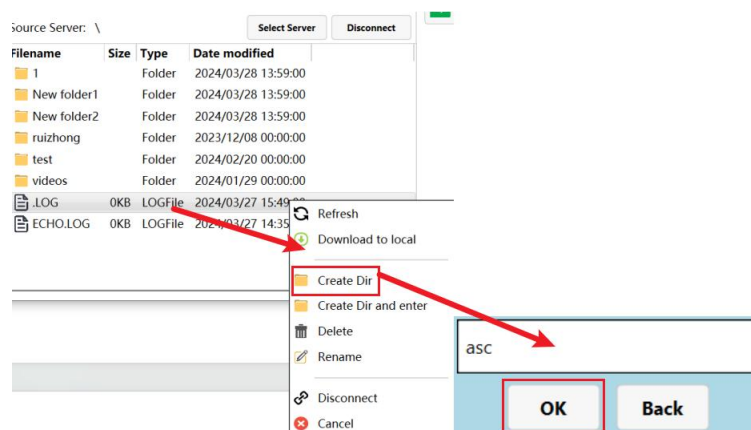 Source Server: \ Select Server Disconnect
Filename Size Type Date modified
1 Folder 2024/03/28 13:59:00
New folder1 Folder 2024/03/28 13:59:00
New folder2 Folder 2024/03/28 13:59:00
ruizhong Folder 2023/12/08 00:00:00
test Folder 2024/02/20 00:00:00
videos Folder 2024/01/29 00:00:00
.LOG 0KB LOGFile 2024/03/27 15:49
ECHO.LOG 0KB LOGFile 2024/03/27 14:35
Refresh
Download to local
Create Dir
Create Dir and enter
Delete
Rename
Disconnect
Cancel
asc
OK Back